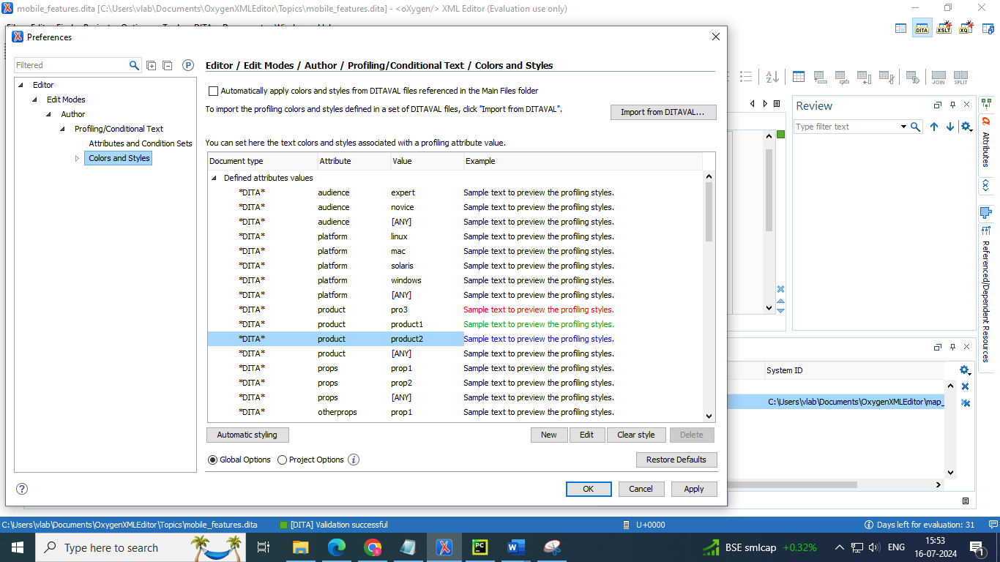 mobile_features.dita [C:\Users\vlab\Documents\OxygenXMLEditor\Topics\mobile_features.dita] - <oXygen/> XML Editor (Evaluation use only)
DITA
XSLT
XQ
Preferences
Filtered
P
Editor
Edit Modes
Author
Profiling/Conditional Text
Attributes and Condition Sets
Colors and Styles
Editor / Edit Modes / Author / Profiling/Conditional Text / Colors and Styles
Automatically apply colors and styles from DITAVAL files referenced in the Main Files folder
To import the profiling colors and styles defined in a set of DITAVAL files, click "Import from DITAVAL".
Import from DITAVAL...
You can set here the text colors and styles associated with a profiling attribute value.
Document type Attribute Value Example
Defined attributes values
*DITA* audience expert Sample text to preview the profiling styles.
*DITA* audience novice Sample text to preview the profiling styles.
*DITA* audience [ANY] Sample text to preview the profiling styles.
*DITA* platform linux Sample text to preview the profiling styles.
*DITA* platform mac Sample text to preview the profiling styles.
*DITA* platform solaris Sample text to preview the profiling styles.
*DITA* platform windows Sample text to preview the profiling styles.
*DITA* platform [ANY] Sample text to preview the profiling styles.
*DITA* product pro3 Sample text to preview the profiling styles.
*DITA* product product1 Sample text to preview the profiling styles.
*DITA* product product2 Sample text to preview the profiling styles.
*DITA* product [ANY] Sample text to preview the profiling styles.
*DITA* props prop1 Sample text to preview the profiling styles.
*DITA* props prop2 Sample text to preview the profiling styles.
*DITA* props [ANY] Sample text to preview the profiling styles.
*DITA* otherprops prop1 Sample text to preview the profiling styles.
Automatic styling New Edit Clear style Delete
Global Options Project Options Restore Defaults
OK Cancel Apply
JOIN SPLIT
Review
Type filter text
Attributes
Referenced/Dependent Resources
System ID
C:\Users\vlab\Documents\OxygenXMLEditor\map_
C:\Users\vlab\Documents\OxygenXMLEditor\Topics\mobile_features.dita [DITA] Validation successful U+0000 Days left for evaluation: 31
Type here to search
PC
BSE smlcap +0.32%
ENG
15:53
16-07-2024
1